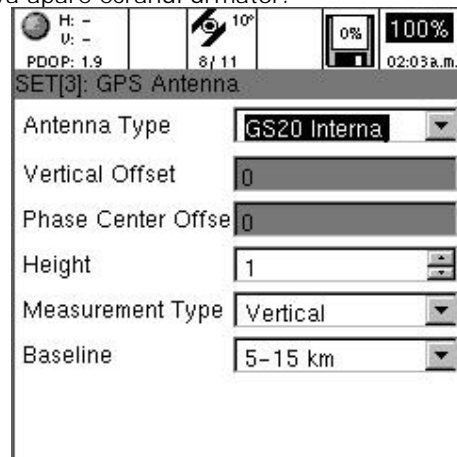 va apare ecranul următor:
H: -
V: -
PDOP: 1.9
10°
8/11
0%
100%
02:03a.m.
SET[3]: GPS Antenna
Antenna Type GS20 Interna
Vertical Offset 0
Phase Center Offse 0
Height 1
Measurement Type Vertical
Baseline 5-15 km